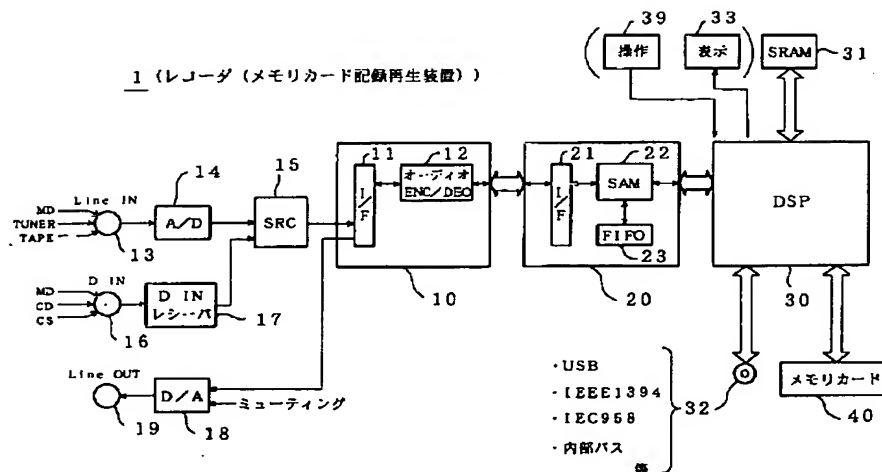 39
33
操作
表示
SRAM
31
1 (レコーダ (メモリカード記録再生装置))
Line IN
MD
TUNER
TAPE
13
14
A/D
15
SRC
11
I/F
12
オーディオ
ENC/DEC
10
21
I/F
22
SAM
FIFO
23
20
DSP
30
D IN
MD
CD
CS
16
D IN
レシーバ
17
Line OUT
19
D/A
18
ミューティング
・USB
・IEEE1394
・IEC958
・内部バス
等
32
メモリカード
40